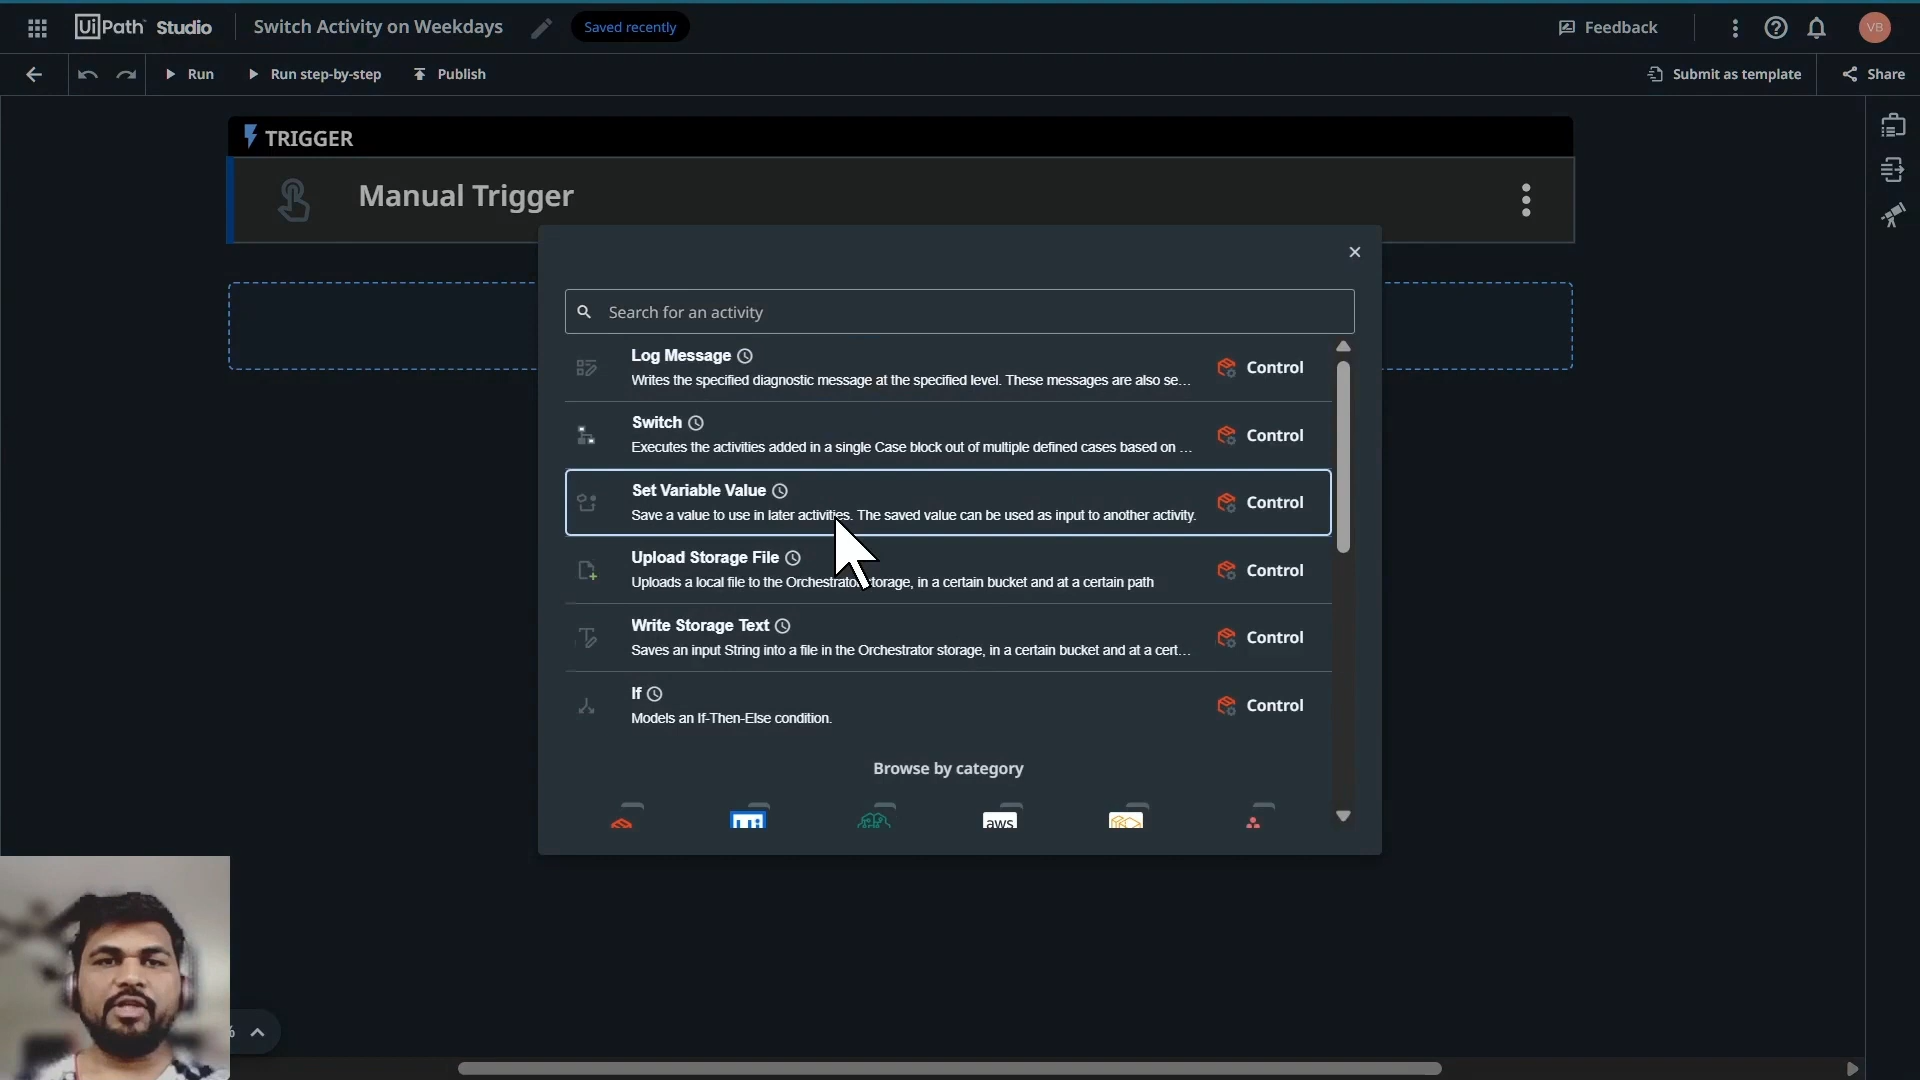 UiPath Studio
Switch Activity on Weekdays
Saved recently
Feedback
VB
Run
Run step-by-step
Publish
Submit as template
Share
TRIGGER
Manual Trigger
Search for an activity
Log Message
Writes the specified diagnostic message at the specified level. These messages are also se...
Control
Switch
Executes the activities added in a single Case block out of multiple defined cases based on ...
Control
Set Variable Value
Save a value to use in later activities. The saved value can be used as input to another activity.
Control
Upload Storage File
Uploads a local file to the Orchestrator storage, in a certain bucket and at a certain path
Control
Write Storage Text
Saves an input String into a file in the Orchestrator storage, in a certain bucket and at a cert...
Control
If
Models an If-Then-Else condition.
Control
Browse by category
Ui
aws
%